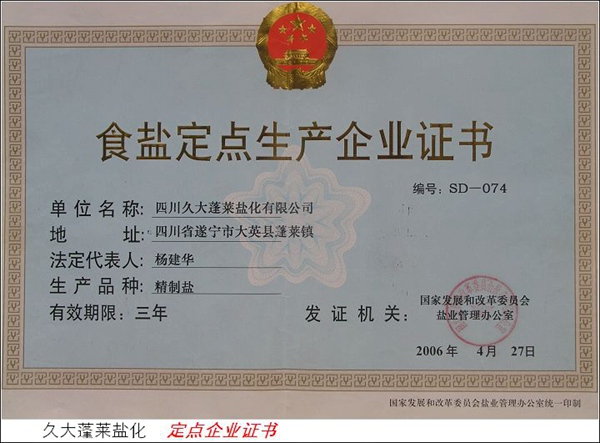 食盐定点生产企业证书
编号: SD-074
单位名称: 四川久大蓬莱盐化有限公司
地 址: 四川省遂宁市大英县蓬莱镇
法定代表人: 杨建华
生产品种: 精制盐
有效期限: 三年
发证机关: 国家发展和改革委员会
盐业管理办公室
2006年 4月 27日
国家发展和改革委员会盐业管理办公室统一印制
久大蓬莱盐化 定点企业证书